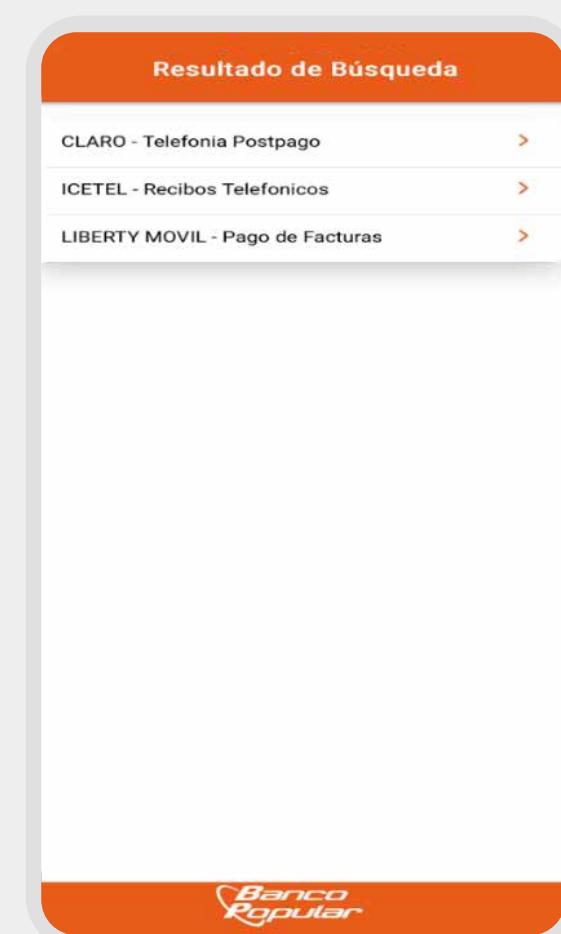 Resultado de Búsqueda
CLARO - Telefonia Postpago
ICETEL - Recibos Telefonicos
LIBERTY MOVIL - Pago de Facturas
Banco
Popular